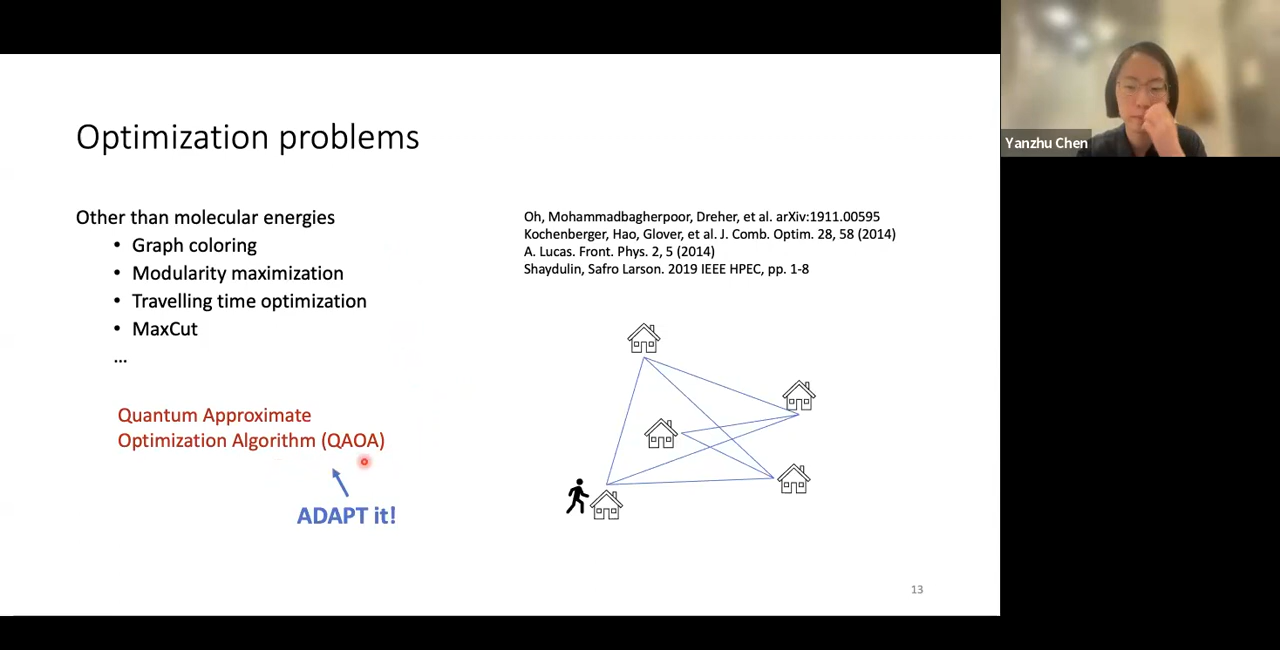 Optimization problems
Other than molecular energies
• Graph coloring
• Modularity maximization
• Travelling time optimization
• MaxCut
...
Quantum Approximate
Optimization Algorithm (QAOA)
ADAPT it!
Oh, Mohammadbagherpoor, Dreher, et al. arXiv:1911.00595
Kochenberger, Hao, Glover, et al. J. Comb. Optim. 28, 58 (2014)
A. Lucas. Front. Phys. 2, 5 (2014)
Shaydulin, Safro Larson. 2019 IEEE HPEC, pp. 1-8
13
Yanzhu Chen